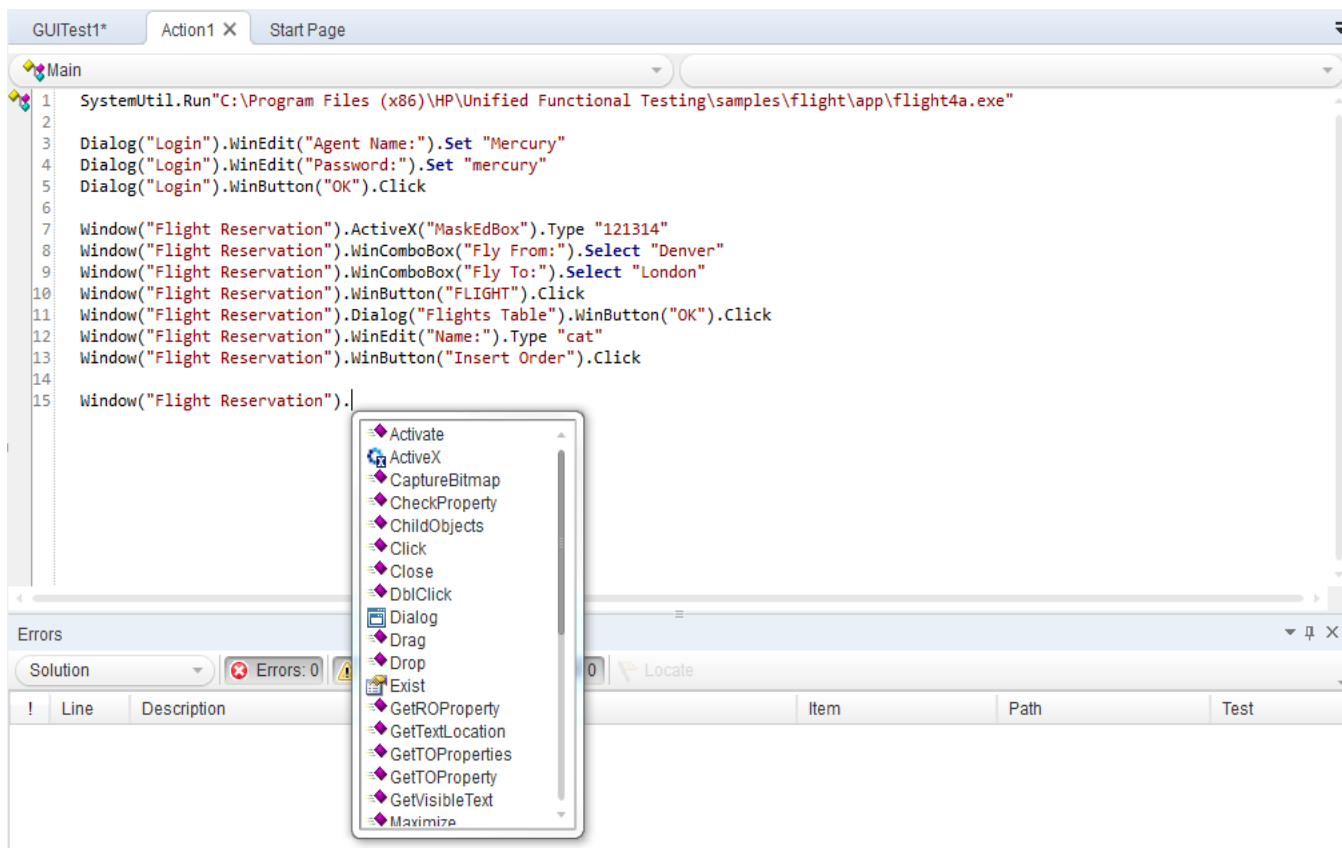 GUITest1* Action1 Start Page
Main
1 SystemUtil.Run"C:\Program Files (x86)\HP\Unified Functional Testing\samples\flight\app\flight4a.exe"
2
3 Dialog("Login").WinEdit("Agent Name:").Set "Mercury"
4 Dialog("Login").WinEdit("Password:").Set "mercury"
5 Dialog("Login").WinButton("OK").Click
6
7 Window("Flight Reservation").ActiveX("MaskEdBox").Type "121314"
8 Window("Flight Reservation").WinComboBox("Fly From:").Select "Denver"
9 Window("Flight Reservation").WinComboBox("Fly To:").Select "London"
10 Window("Flight Reservation").WinButton("FLIGHT").Click
11 Window("Flight Reservation").Dialog("Flights Table").WinButton("OK").Click
12 Window("Flight Reservation").WinEdit("Name:").Type "cat"
13 Window("Flight Reservation").WinButton("Insert Order").Click
14
15 Window("Flight Reservation").
Activate
ActiveX
CaptureBitmap
CheckProperty
ChildObjects
Click
Close
DblClick
Dialog
Drag
Drop
Exist
GetROProperty
GetTextLocation
GetTOProperties
GetTOProperty
GetVisibleText
Maximize
Errors
Solution Errors: 0 0 Locate
! Line Description Item Path Test